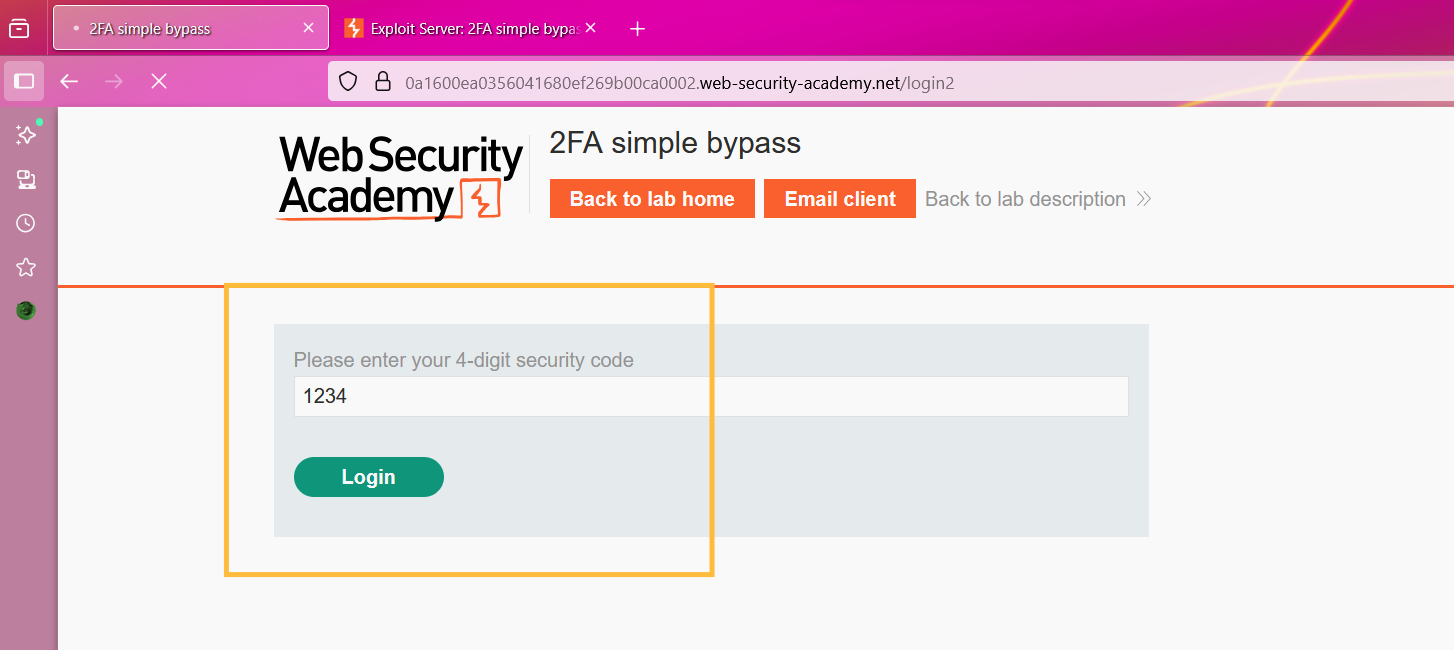 2FA simple bypass
Exploit Server: 2FA simple bypas
0a1600ea0356041680ef269b00ca0002.web-security-academy.net/login2
Web Security
Academy
2FA simple bypass
Back to lab home
Email client
Back to lab description
Please enter your 4-digit security code
1234
Login